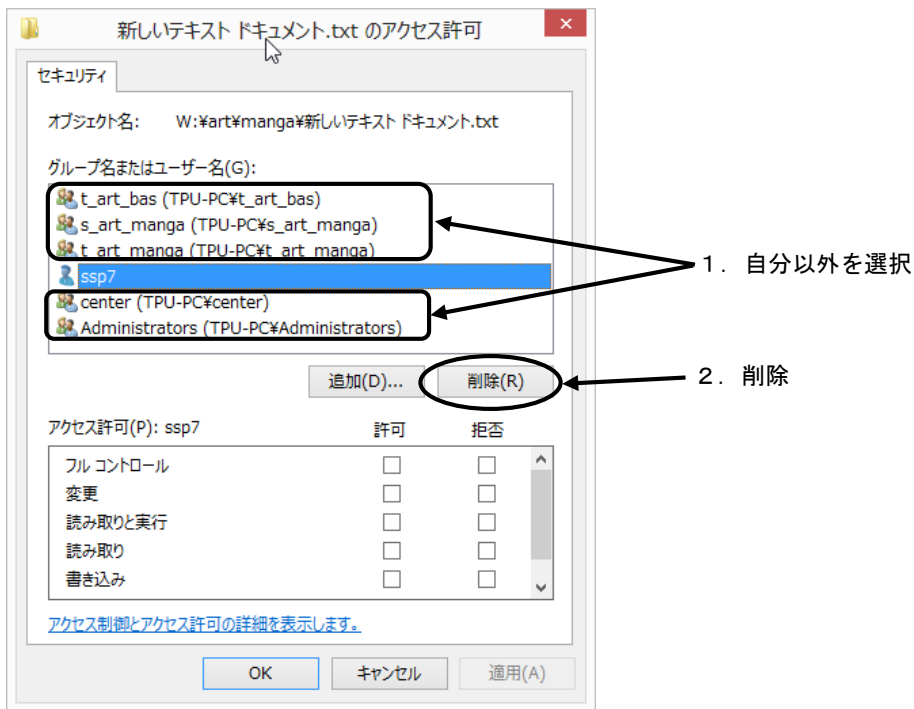 新しいテキスト ドキュメント.txt のアクセス許可
セキュリティ
オブジェクト名: W:¥art¥manga¥新しいテキスト ドキュメント.txt
グループ名またはユーザー名(G):
t_art_bas (TPU-PC¥t_art_bas)
s_art_manga (TPU-PC¥s_art_manga)
t_art_manga (TPU-PC¥t_art_manga)
ssp7
center (TPU-PC¥center)
Administrators (TPU-PC¥Administrators)
1. 自分以外を選択
追加(D)... 削除(R)
2. 削除
アクセス許可(P): ssp7 許可 拒否
フル コントロール
変更
読み取りと実行
読み取り
書き込み
アクセス制御とアクセス許可の詳細を表示します。
OK キャンセル 適用(A)